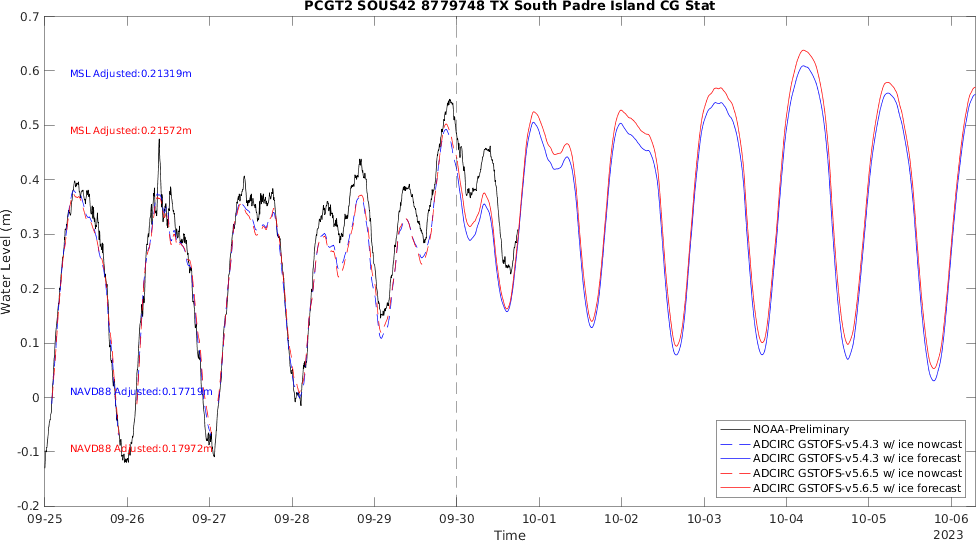 PCGT2 SOUS42 8779748 TX South Padre Island CG Stat
0.7
0.6
0.5
0.4
0.3
0.2
0.1
0
-0.1
-0.2
Water Level (m)
MSL Adjusted:0.21319m
MSL Adjusted:0.21572m
NAVD88 Adjusted:0.17719m
NAVD88 Adjusted:0.17972m
NOAA-Preliminary
ADCIRC GSTOFS-v5.4.3 w/ ice nowcast
ADCIRC GSTOFS-v5.4.3 w/ ice forecast
ADCIRC GSTOFS-v5.6.5 w/ ice nowcast
ADCIRC GSTOFS-v5.6.5 w/ ice forecast
09-25 09-26 09-27 09-28 09-29 09-30 10-01 10-02 10-03 10-04 10-05 10-06
Time
2023